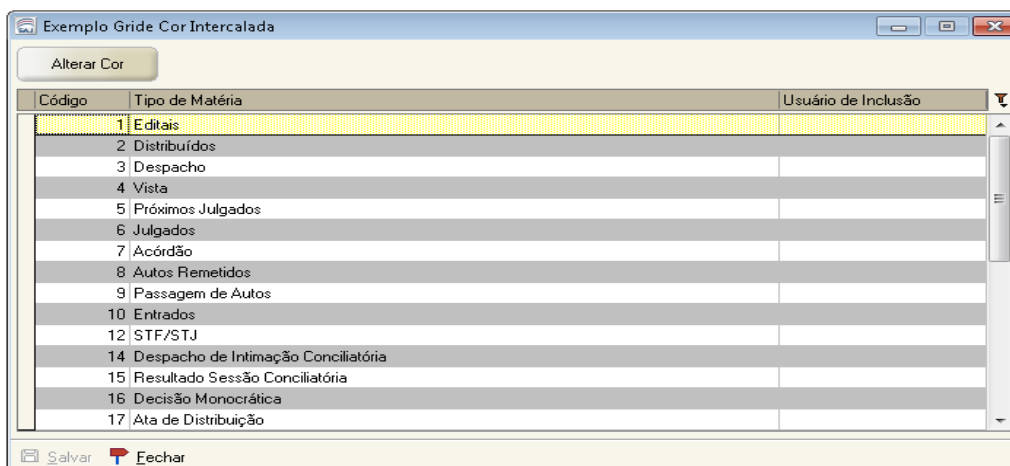 Exemplo Gride Cor Intercalada
Alterar Cor
Código Tipo de Matéria Usuário de Inclusão
1 Editais
2 Distribuídos
3 Despacho
4 Vista
5 Próximos Julgados
6 Julgados
7 Acórdão
8 Autos Remetidos
9 Passagem de Autos
10 Entrados
12 STF/STJ
14 Despacho de Intimação Conciliatória
15 Resultado Sessão Conciliatória
16 Decisão Monocrática
17 Ata de Distribuição
Salvar Fechar